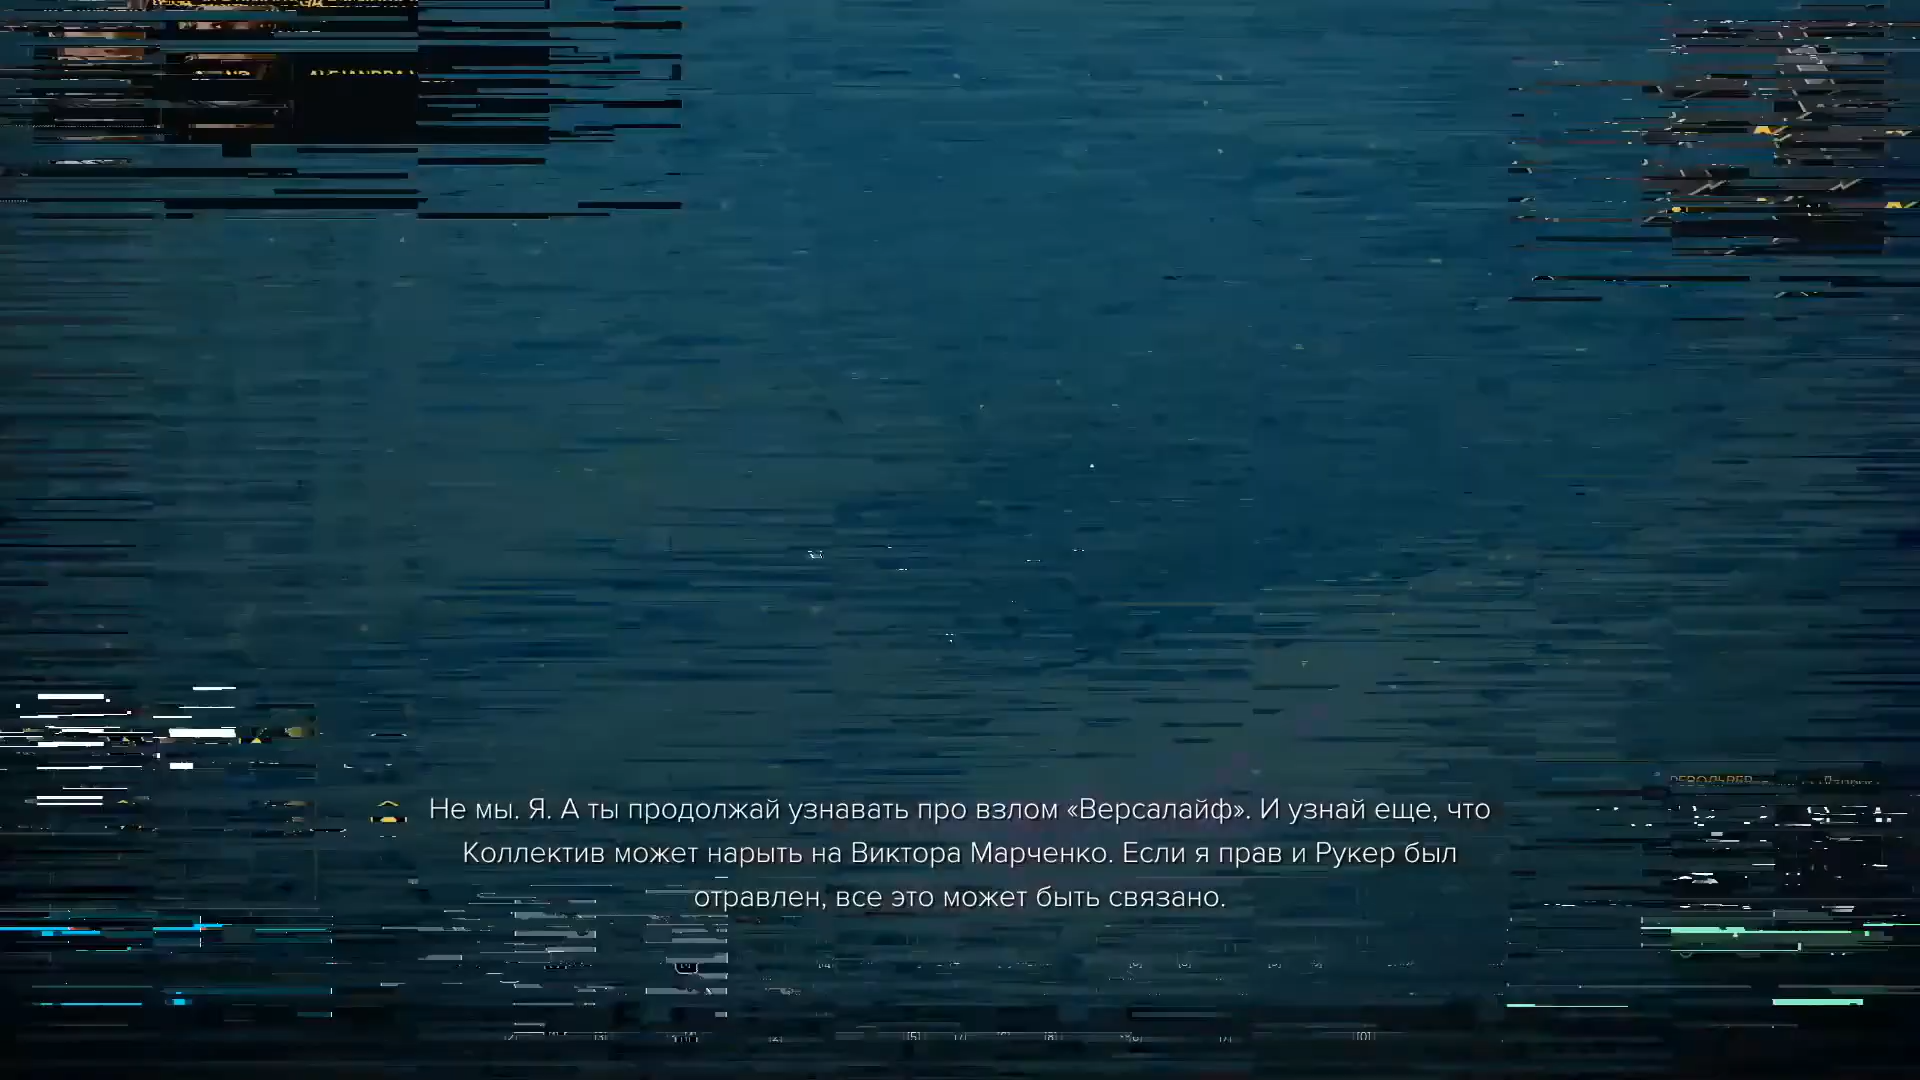 Не мы. Я. А ты продолжай узнавать про взлом «Версалайф». И узнай еще, что
Коллектив может нарыть на Виктора Марченко. Если я прав и Рукер был
отравлен, все это может быть связано.